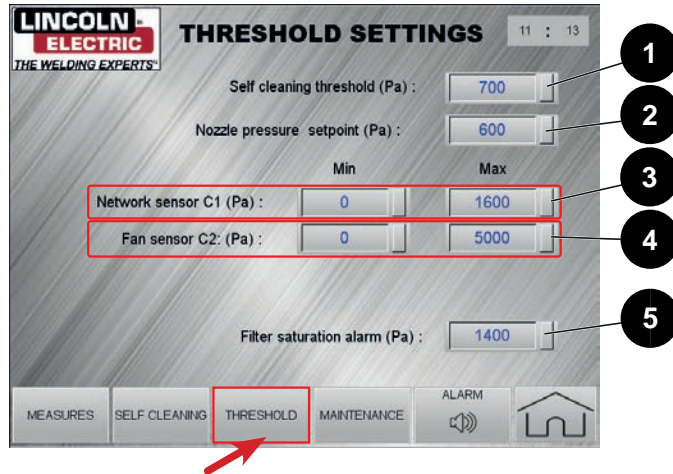 LINCOLN
ELECTRIC
THE WELDING EXPERTS®
THRESHOLD SETTINGS
11 : 13
Self cleaning threshold (Pa) : 700
1
Nozzle pressure setpoint (Pa) : 600
2
Min Max
Network sensor C1 (Pa) : 0 1600
3
Fan sensor C2: (Pa) : 0 5000
4
Filter saturation alarm (Pa) : 1400
5
MEASURES SELF CLEANING THRESHOLD MAINTENANCE ALARM